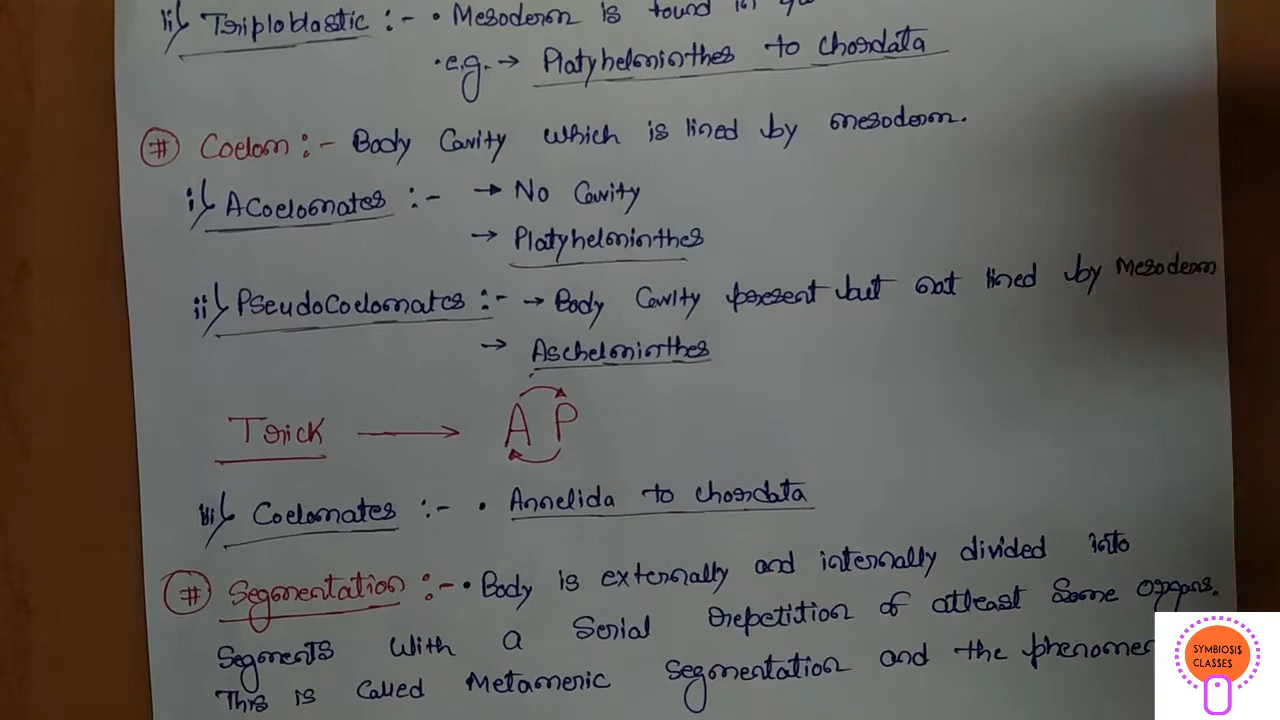 ii) Triploblastic :- • Mesoderm is found in
• e.g. → Platyhelminthes to Chordata
# Coelom :- Body Cavity which is lined by mesoderm.
i) Acoelomates :- → No Cavity
→ Platyhelminthes
ii) Pseudocoelomates :- → Body Cavity present but not lined by Mesoderm
→ Aschelminthes
Trick → A P
iii) Coelomates :- • Annelida to Chordata
# Segmentation :- • Body is externally and internally divided into
Segments with a Serial repetition of atleast Some organs.
This is Called Metameric Segmentation and the phenomen
SYMBIOSIS
CLASSES